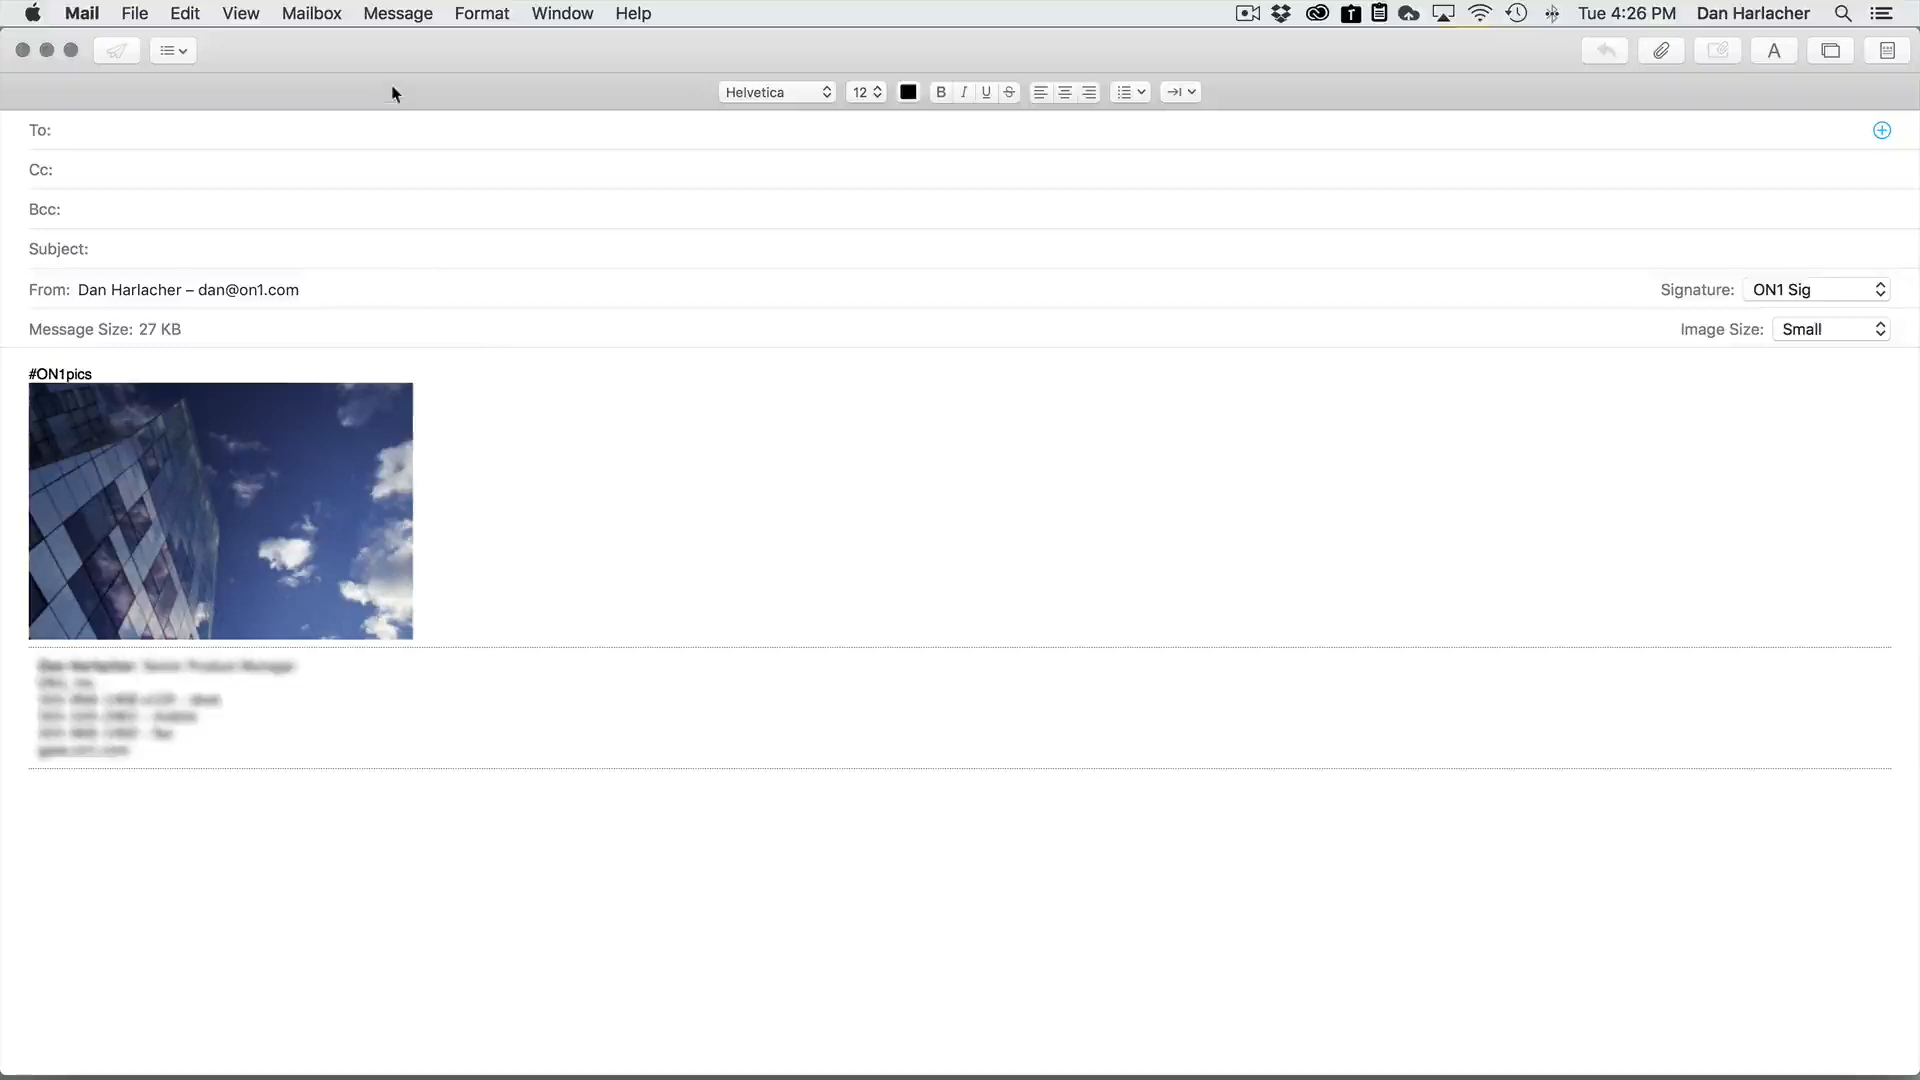 Mail File Edit View Mailbox Message Format Window Help Tue 4:26 PM Dan Harlacher
Helvetica 12 B I U S
To:
Cc:
Bcc:
Subject:
From: Dan Harlacher – dan@on1.com Signature: ON1 Sig
Message Size: 27 KB Image Size: Small
#ON1pics